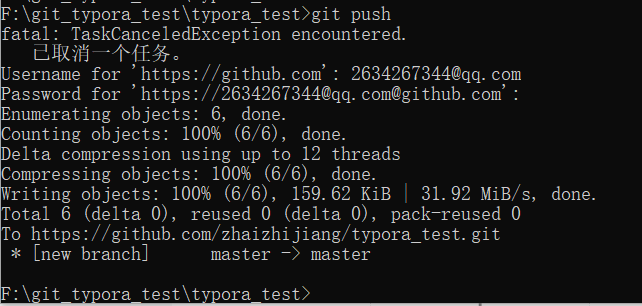 F:\git_typora_test\typora_test>git push
fatal: TaskCanceledException encountered.
   已取消一个任务。
Username for 'https://github.com': 2634267344@qq.com
Password for 'https://2634267344@qq.com@github.com':
Enumerating objects: 6, done.
Counting objects: 100% (6/6), done.
Delta compression using up to 12 threads
Compressing objects: 100% (6/6), done.
Writing objects: 100% (6/6), 159.62 KiB | 31.92 MiB/s, done.
Total 6 (delta 0), reused 0 (delta 0), pack-reused 0
To https://github.com/zhaizhijiang/typora_test.git
 * [new branch]      master -> master
F:\git_typora_test\typora_test>